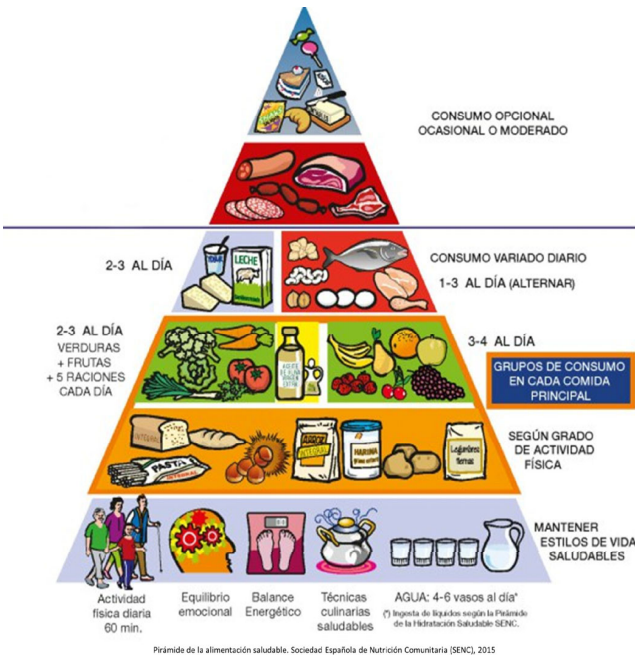 CONSUMO OPCIONAL
OCASIONAL O MODERADO
2-3 AL DÍA
LECHE
CONSUMO VARIADO DIARIO
1-3 AL DÍA (ALTERNAR)
2-3 AL DÍA
VERDURAS
+ FRUTAS
+ 5 RACIONES
CADA DÍA
3-4 AL DÍA
GRUPOS DE CONSUMO
EN CADA COMIDA
PRINCIPAL
INTEGRAL
PASTA
INTEGRAL
ARROZ
INTEGRAL
HARINA
Legumbres
tiernas
SEGÚN GRADO
DE ACTIVIDAD
FÍSICA
MANTENER
ESTILOS DE VIDA
SALUDABLES
Actividad
física diaria
60 min.
Equilibrio
emocional
Balance
Energético
Técnicas
culinarias
saludables
AGUA: 4-6 vasos al día*
(*) Ingesta de líquidos según la Pirámide
de la Hidratación Saludable SENC.
Pirámide de la alimentación saludable. Sociedad Española de Nutrición Comunitaria (SENC), 2015